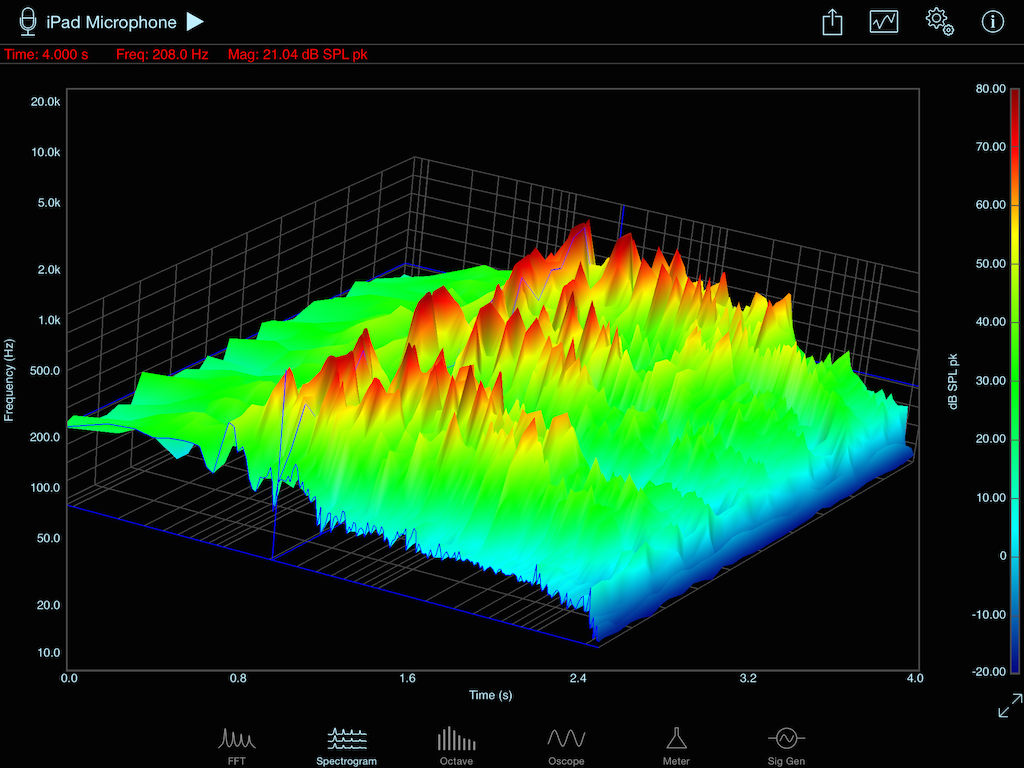 iPad Microphone
Time: 4.000 s Freq: 208.0 Hz Mag: 21.04 dB SPL pk
20.0k
10.0k
5.0k
2.0k
1.0k
500.0
200.0
100.0
50.0
20.0
10.0
Frequency (Hz)
0.0 0.8 1.6 2.4 3.2 4.0
Time (s)
80.00
70.00
60.00
50.00
40.00
30.00
20.00
10.00
0
-10.00
-20.00
dB SPL pk
FFT Spectrogram Octave Oscope Meter Sig Gen